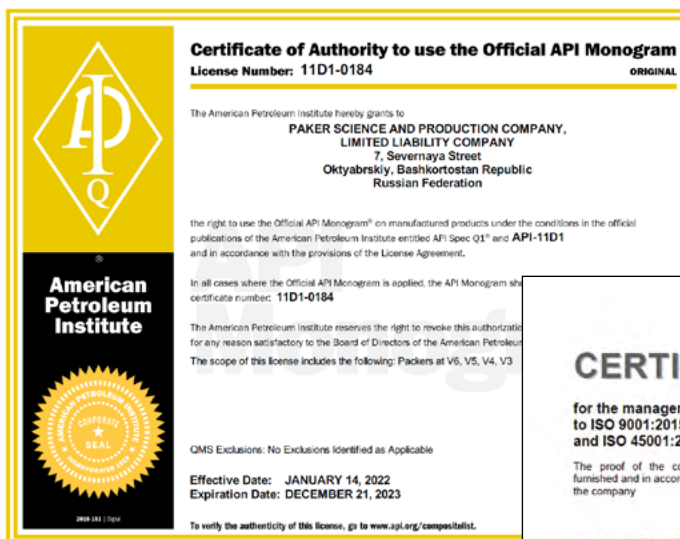 Certificate of Authority to use the Official API Monogram
License Number: 11D1-0184
ORIGINAL
The American Petroleum Institute hereby grants to
PAKER SCIENCE AND PRODUCTION COMPANY,
LIMITED LIABILITY COMPANY
7, Severnaya Street
Oktyabrskiy, Bashkortostan Republic
Russian Federation
the right to use the Official API Monogram® on manufactured products under the conditions in the official
publications of the American Petroleum Institute entitled API Spec Q1® and API-11D1
and in accordance with the provisions of the License Agreement.
In all cases where the Official API Monogram is applied, the API Monogram
certificate number: 11D1-0184
The American Petroleum Institute reserves the right to revoke this
for any reason satisfactory to the Board of Directors of the American
The scope of this license includes the following: Packers at V6, V5, V4, V3
QMS Exclusions: No Exclusions Identified as Applicable
Effective Date: JANUARY 14, 2022
Expiration Date: DECEMBER 21, 2023
To verify the authenticity of this license, go to www.api.org/compositelist.
API
Q
®
American
Petroleum
Institute
AMERICAN PETROLEUM INSTITUTE
CORPORATE
SEAL
INCORPORATED 1919
Digital
API
Monog
CERTI
for the
to ISO 9001:2015
and ISO 45001:2
The proof of the
furnished and in
the company